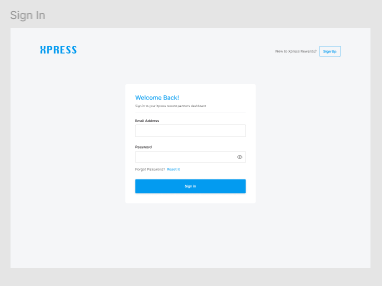 Sign In
XPRESS
New to Xpress Rewards? Sign Up
Welcome Back!
Sign in to your Xpress rewards dashboard
Email Address
Password
Forgot Password? Reset it
Sign In